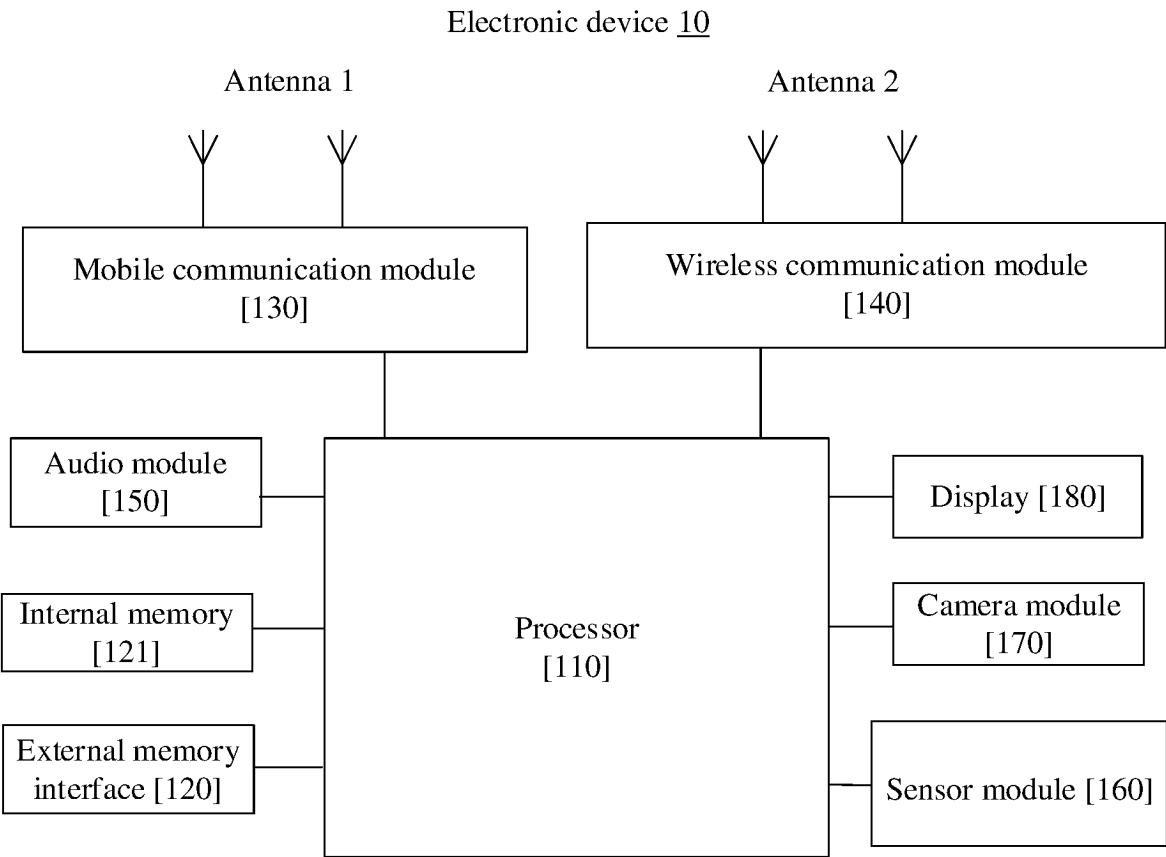 Electronic device 10
Antenna 1
Antenna 2
Mobile communication module
[130]
Wireless communication module
[140]
Audio module
[150]
Display [180]
Internal memory
[121]
Processor
[110]
Camera module
[170]
External memory
interface [120]
Sensor module [160]